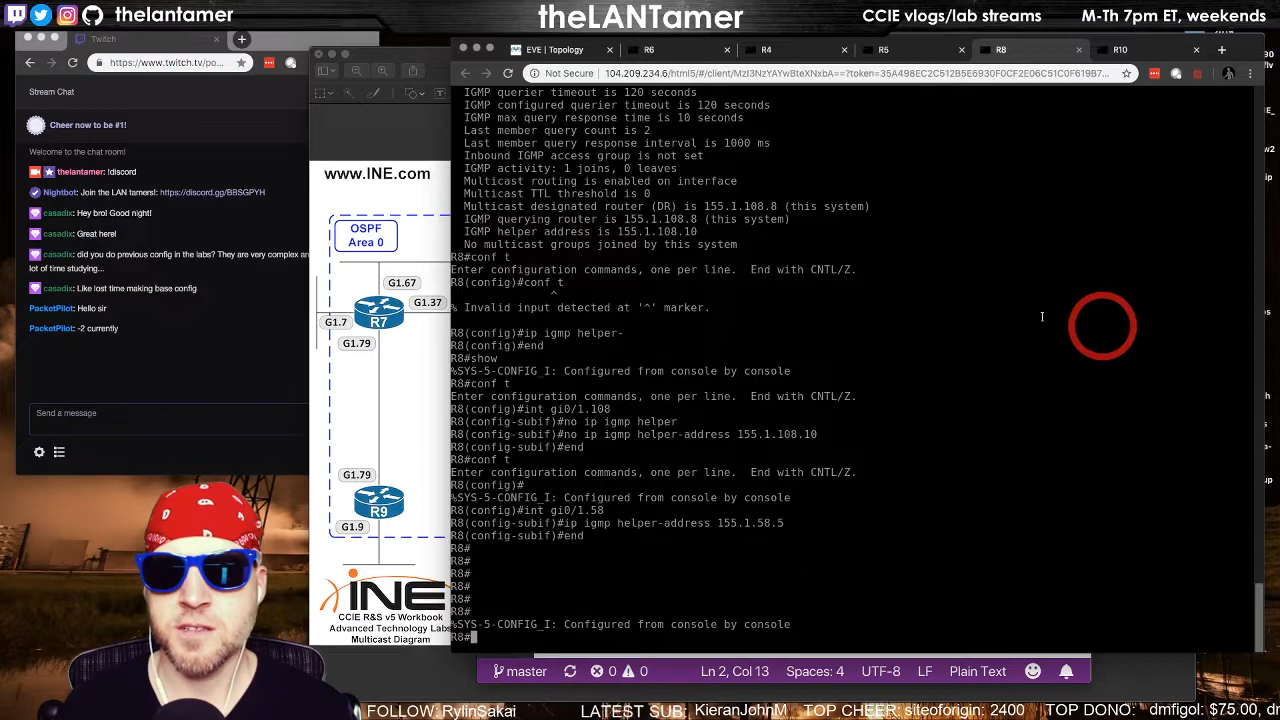 thelantamer
theLANTamer
CCIE vlogs/lab streams
M-Th 7pm ET, weekends
Twitch
https://www.twitch.tv/po...
Stream Chat
Cheer now to be #1!
Welcome to the chat room!
thelantamer: !discord
Nightbot: Join the LAN tamers! https://discord.gg/BBSGPYH
casadix: Hey bro! Good night!
casadix: Great here!
casadix: did you do previous config in the labs? They are very complex an
lot of time studying...
casadix: Like lost time making base config
PacketPilot: Hello sir
PacketPilot: -2 currently
Send a message
www.INE.com
OSPF
Area 0
G1.67
G1.37
R7
G1.7
G1.79
G1.79
R9
G1.9
iNE
CCIE R&S v5 Workbook
Advanced Technology Labs
Multicast Diagram
EVE | Topology
R6
R4
R5
R8
R10
Not Secure
IGMP querier timeout is 120 seconds
IGMP configured querier timeout is 120 seconds
IGMP max query response time is 10 seconds
Last member query count is 2
Last member query response interval is 1000 ms
Inbound IGMP access group is not set
IGMP activity: 1 joins, 0 leaves
Multicast routing is enabled on interface
Multicast TTL threshold is 0
Multicast designated router (DR) is 155.1.108.8 (this system)
IGMP querying router is 155.1.108.8 (this system)
IGMP helper address is 155.1.108.10
No multicast groups joined by this system
R8#conf t
Enter configuration commands, one per line.  End with CNTL/Z.
R8(config)#conf t
^
% Invalid input detected at '^' marker.
R8(config)#ip igmp helper-
R8(config)#end
R8#show
%SYS-5-CONFIG_I: Configured from console by console
R8#conf t
Enter configuration commands, one per line.  End with CNTL/Z.
R8(config)#int gi0/1.108
R8(config-subif)#no ip igmp helper
R8(config-subif)#no ip igmp helper-address 155.1.108.10
R8(config-subif)#end
R8#conf t
Enter configuration commands, one per line.  End with CNTL/Z.
R8(config)#
%SYS-5-CONFIG_I: Configured from console by console
R8(config)#int gi0/1.58
R8(config-subif)#ip igmp helper-address 155.1.58.5
R8(config-subif)#end
R8#
R8#
R8#
R8#
R8#
R8#
%SYS-5-CONFIG_I: Configured from console by console
R8#
master
0
0
Ln 2, Col 13
Spaces: 4
UTF-8
LF
Plain Text
FOLLOW: RylinSakai
LATEST SUB: KieranJohnM
TOP CHEER: siteoforigin: 2400
TOP DONO: dmfigol: $75.00, di